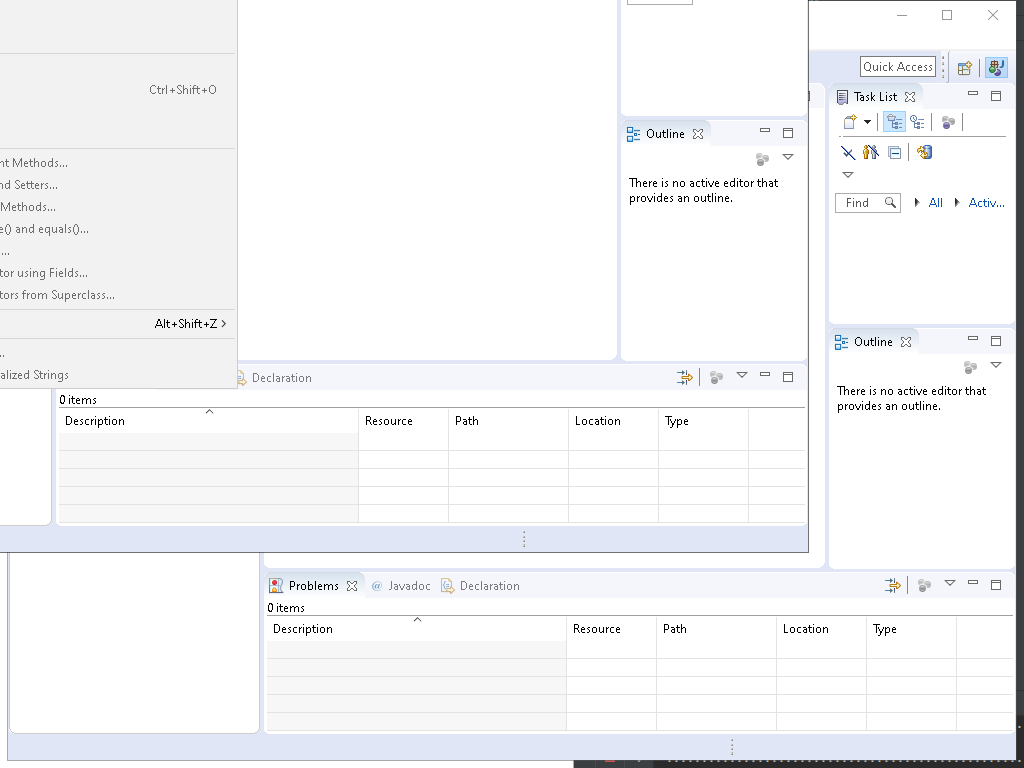 Quick Access
Task List
Find
All
Activ...
Outline
There is no active editor that
provides an outline.
Ctrl+Shift+O
nt Methods...
nd Setters...
Methods...
e() and equals()...
...
tor using Fields...
tors from Superclass...
Alt+Shift+Z
..
alized Strings
Outline
There is no active editor that
provides an outline.
Declaration
0 items
Description Resource Path Location Type
Problems @ Javadoc Declaration
0 items
Description Resource Path Location Type